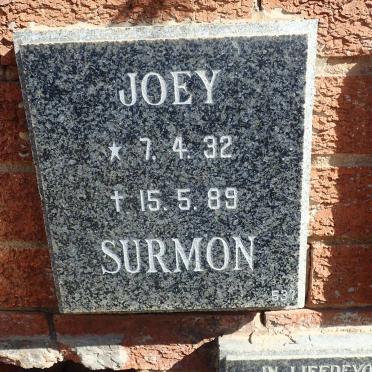 JOEY
★ 7. 4. 32
† 15. 5. 89
SURMON